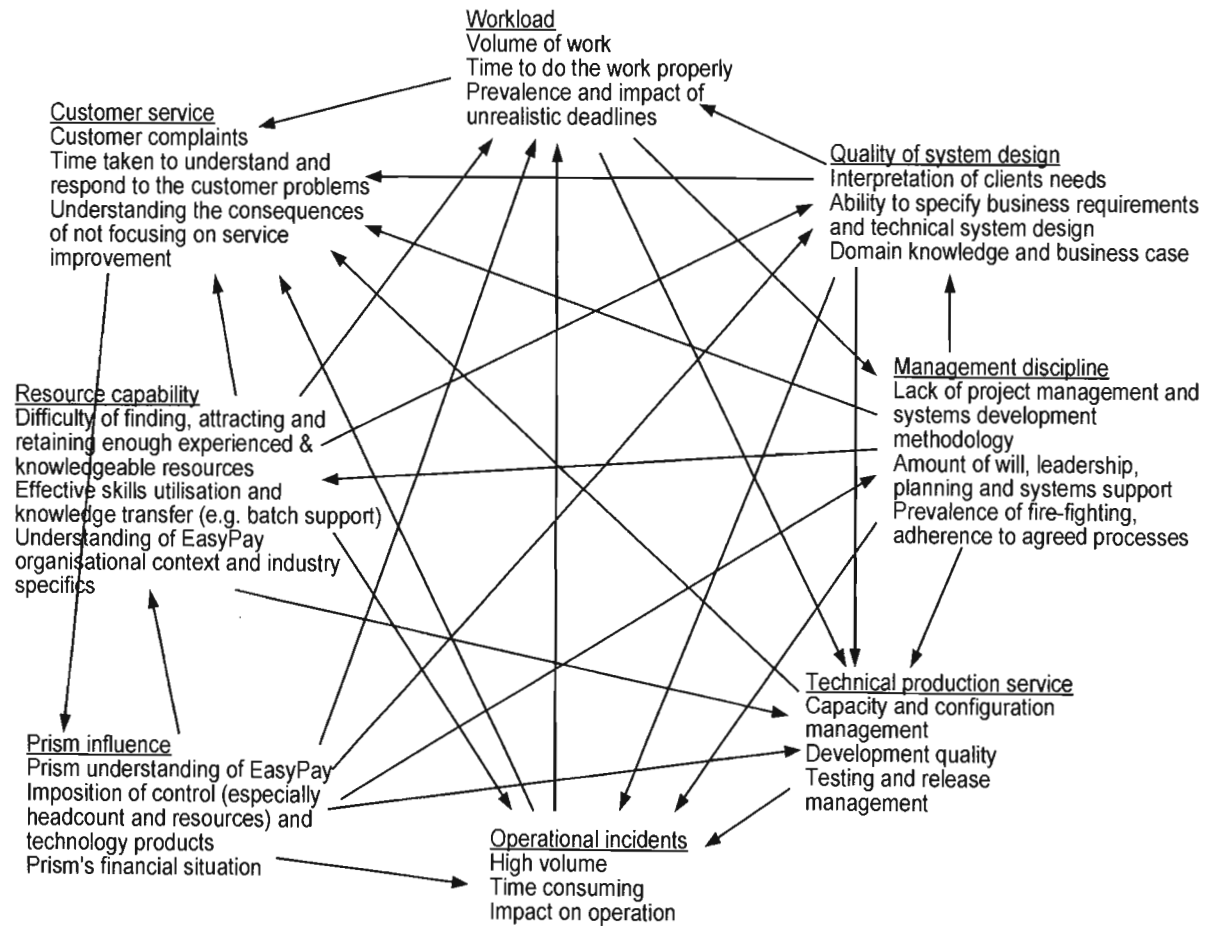 Workload
Volume of work
Time to do the work properly
Prevalence and impact of
unrealistic deadlines
Customer service
Customer complaints
Time taken to understand and
respond to the customer problems
Understanding the consequences
of not focusing on service
improvement
Quality of system design
Interpretation of clients needs
Ability to specify business requirements
and technical system design
Domain knowledge and business case
Management discipline
Lack of project management and
systems development
methodology
Amount of will, leadership,
planning and systems support
Prevalence of fire-fighting,
adherence to agreed processes
Resource capability
Difficulty of finding, attracting and
retaining enough experienced &
knowledgeable resources
Effective skills utilisation and
knowledge transfer (e.g. batch support)
Understanding of EasyPay
organisational context and industry
specifics
Technical production service
Capacity and configuration
management
Development quality
Testing and release
management
Prism influence
Prism understanding of EasyPay
Imposition of control (especially
headcount and resources) and
technology products
Prism's financial situation
Operational incidents
High volume
Time consuming
Impact on operation